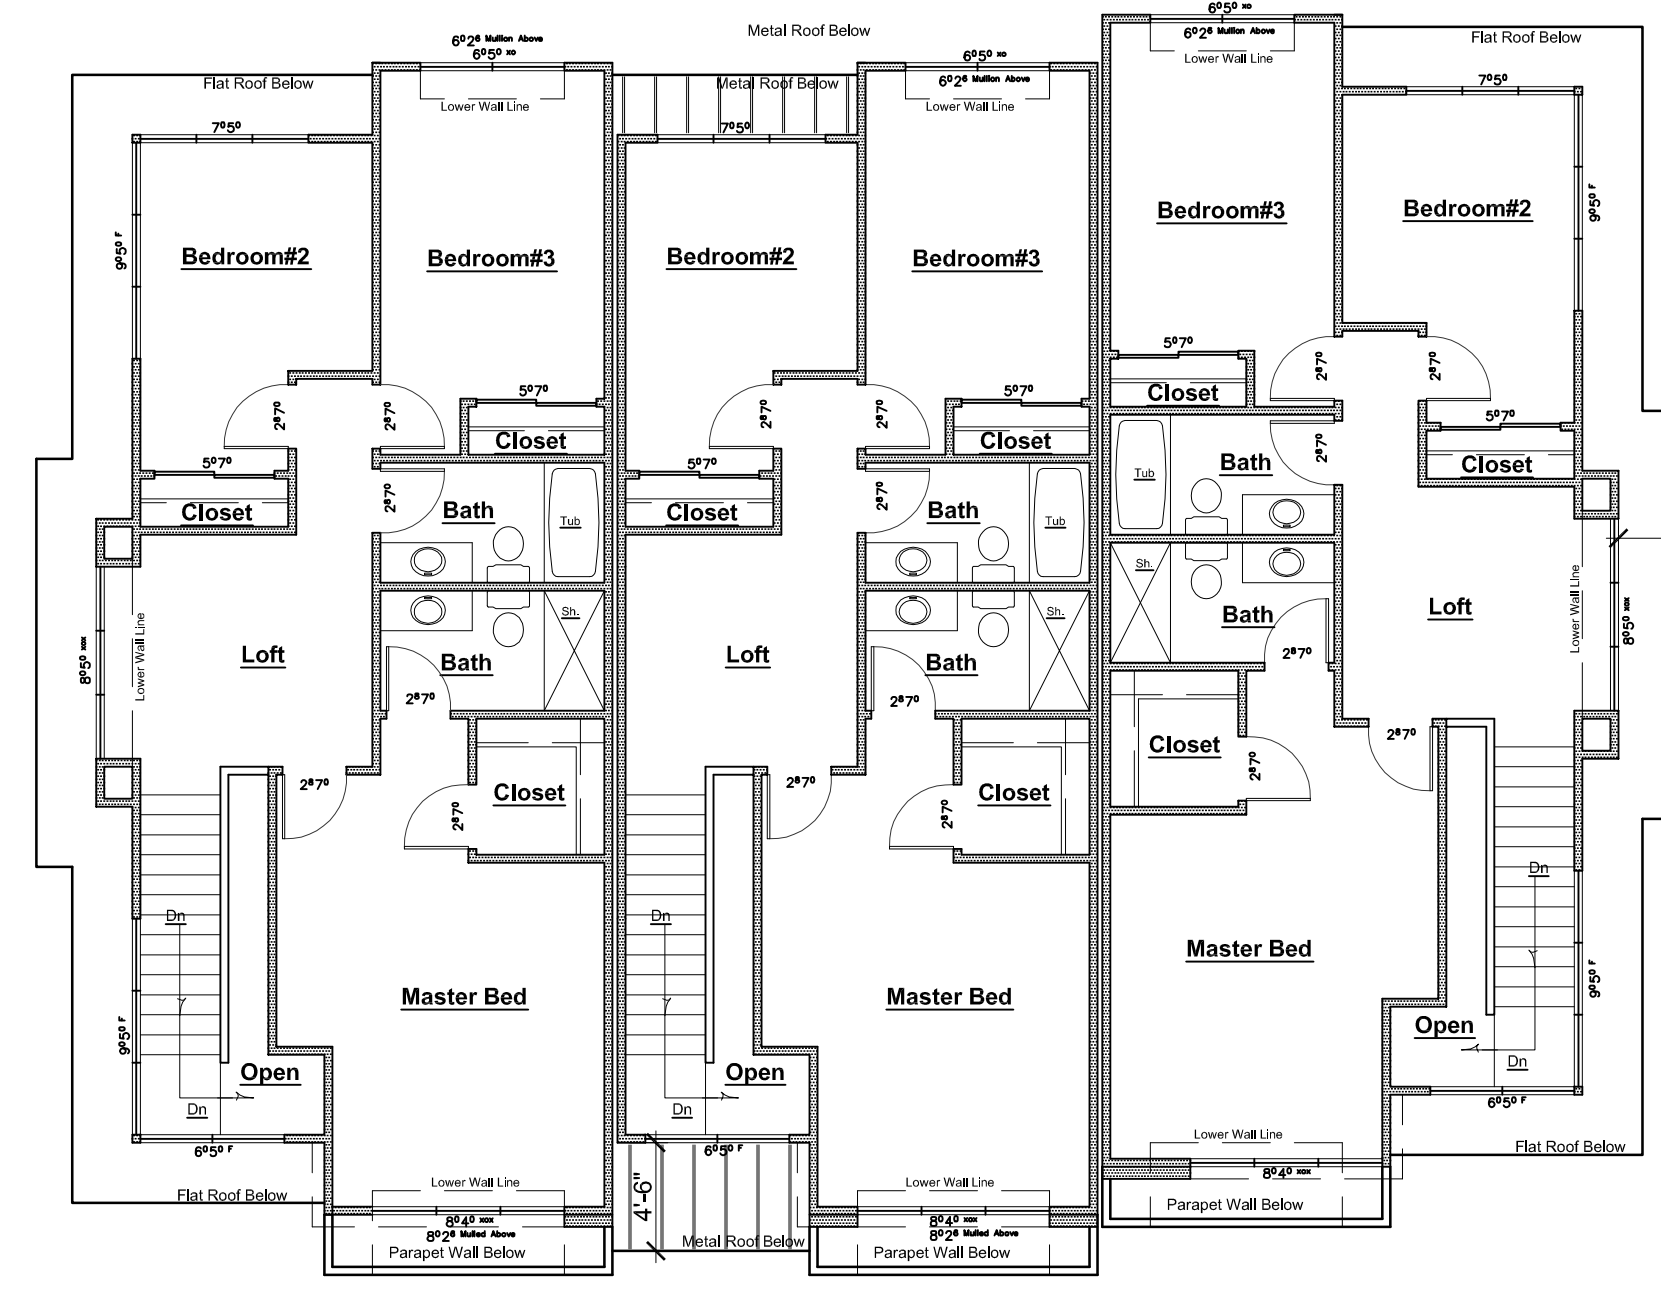 6⁰5⁰ xo
Metal Roof Below
6⁰2⁶ Mullion Above
Flat Roof Below
6⁰2⁶ Mullion Above
6⁰5⁰ xo
6⁰5⁰ xo
Lower Wall Line
Flat Roof Below
Metal Roof Below
6⁰2⁶ Mullion Above
7⁰5⁰
Lower Wall Line
Lower Wall Line
7⁰5⁰
7⁰5⁰
9⁰5⁰ F
Bedroom#3
Bedroom#2
9⁰5⁰ F
Bedroom#2
Bedroom#3
Bedroom#2
Bedroom#3
5⁰7⁰
2⁸7⁰
2⁸7⁰
Closet
5⁰7⁰
5⁰7⁰
2⁸7⁰
2⁸7⁰
2⁸7⁰
2⁸7⁰
5⁰7⁰
Closet
Closet
2⁸7⁰
5⁰7⁰
5⁰7⁰
Bath
Closet
Tub
2⁸7⁰
2⁸7⁰
Closet
Bath
Closet
Bath
Tub
Tub
Sh.
Lower Wall Line
Loft
8⁰5⁰ xox
Sh.
Sh.
Bath
8⁰5⁰ xox
Lower Wall Line
Loft
Bath
Loft
Bath
2⁸7⁰
2⁸7⁰
2⁸7⁰
2⁸7⁰
Closet
2⁸7⁰
2⁸7⁰
2⁸7⁰
Closet
Closet
2⁸7⁰
2⁸7⁰
Dn
Dn
Dn
Master Bed
9⁰5⁰ F
Master Bed
Master Bed
9⁰5⁰ F
Open
Dn
Open
Open
Dn
Dn
6⁰5⁰ F
Lower Wall Line
6⁰5⁰ F
6⁰5⁰ F
Flat Roof Below
8⁰4⁰ xox
4'-6"
Lower Wall Line
Lower Wall Line
Flat Roof Below
Parapet Wall Below
8⁰4⁰ xox
8⁰4⁰ xox
8⁰2⁶ Mulled Above
8⁰2⁶ Mulled Above
Metal Roof Below
Parapet Wall Below
Parapet Wall Below